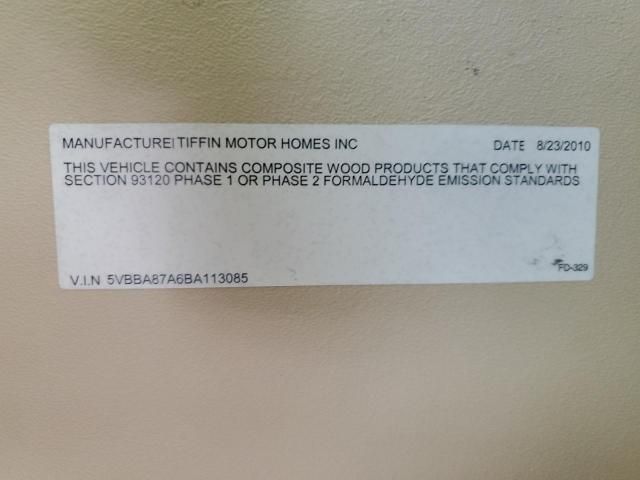 MANUFACTURE TIFFIN MOTOR HOMES INC DATE 8/23/2010
THIS VEHICLE CONTAINS COMPOSITE WOOD PRODUCTS THAT COMPLY WITH
SECTION 93120 PHASE 1 OR PHASE 2 FORMALDEHYDE EMISSION STANDARDS
FD-329
V.I.N 5VBBA87A6BA113085